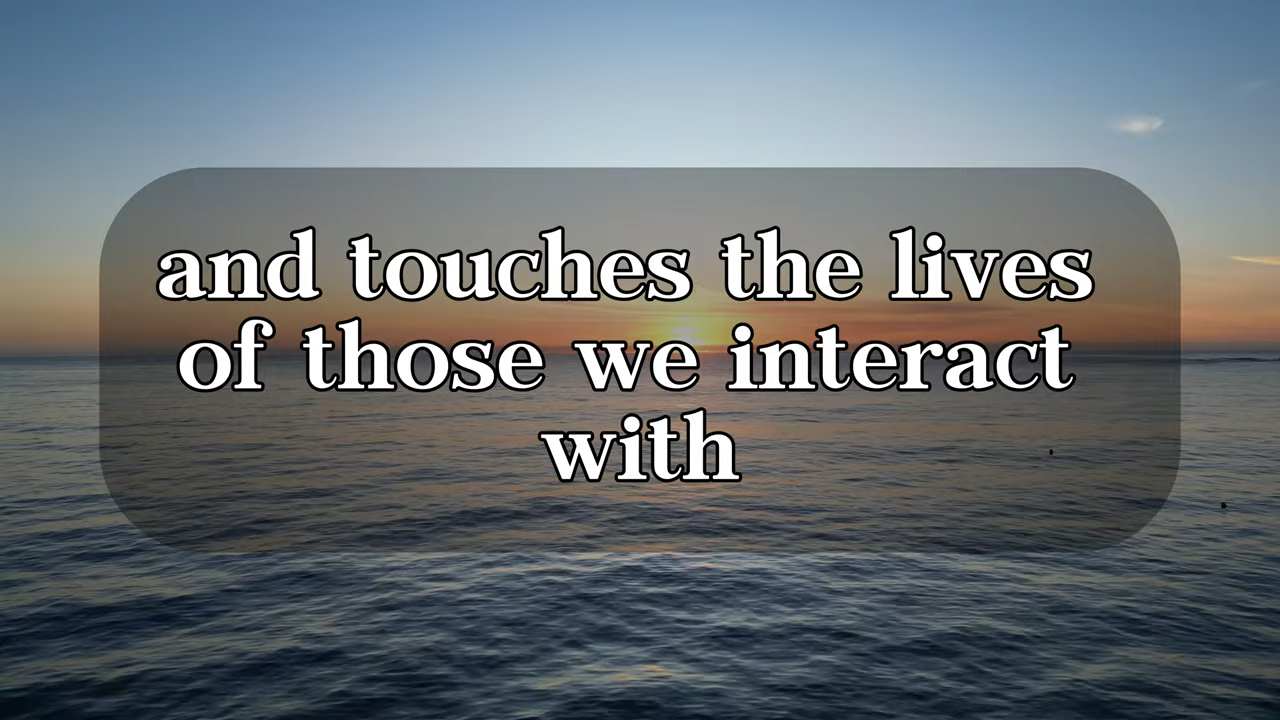 and touches the lives
of those we interact
with